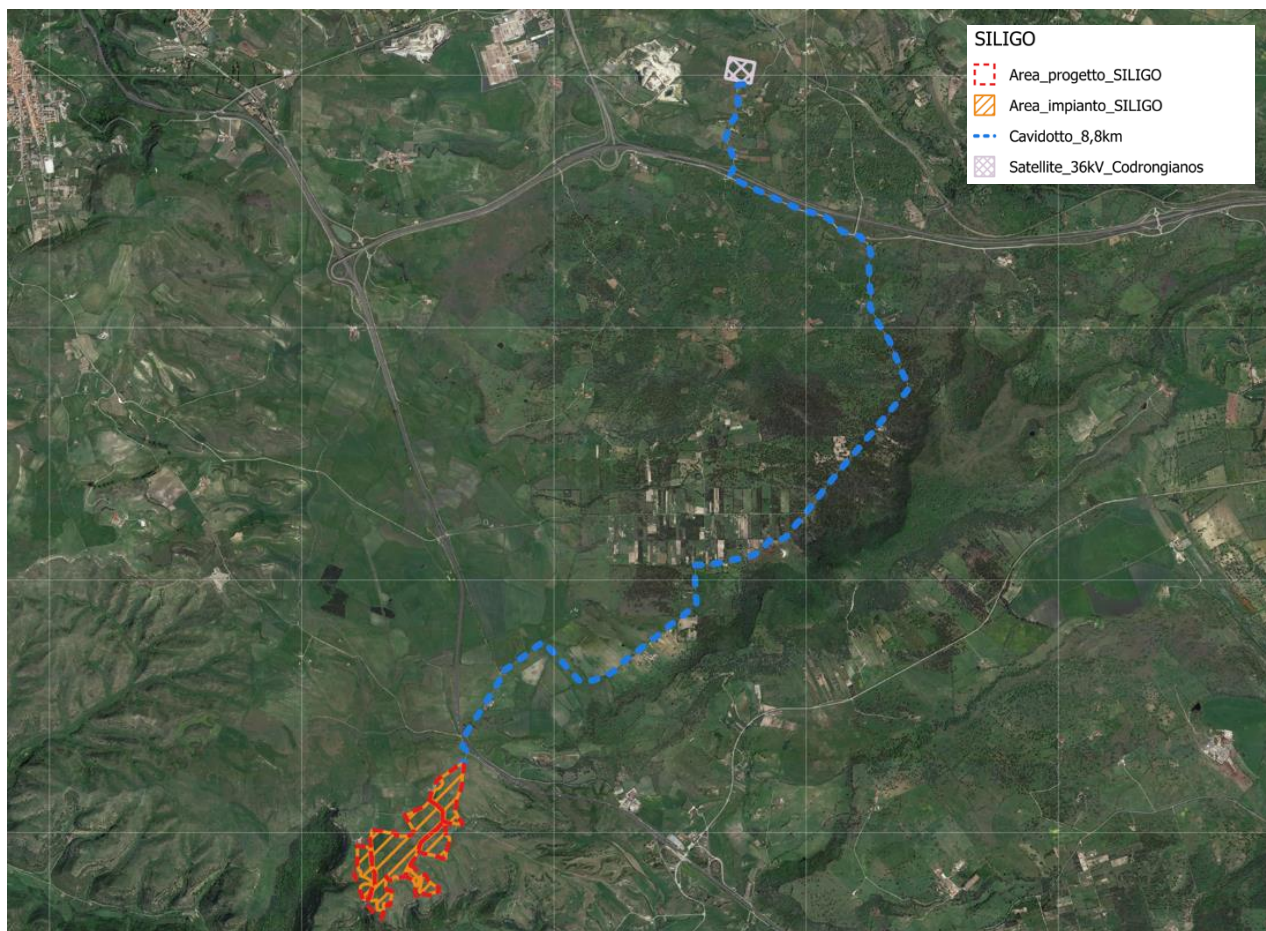 SILIGO
Area_progetto_SILIGO
Area_impianto_SILIGO
Cavidotto_8,8km
Satellite_36kV_Codrongianos